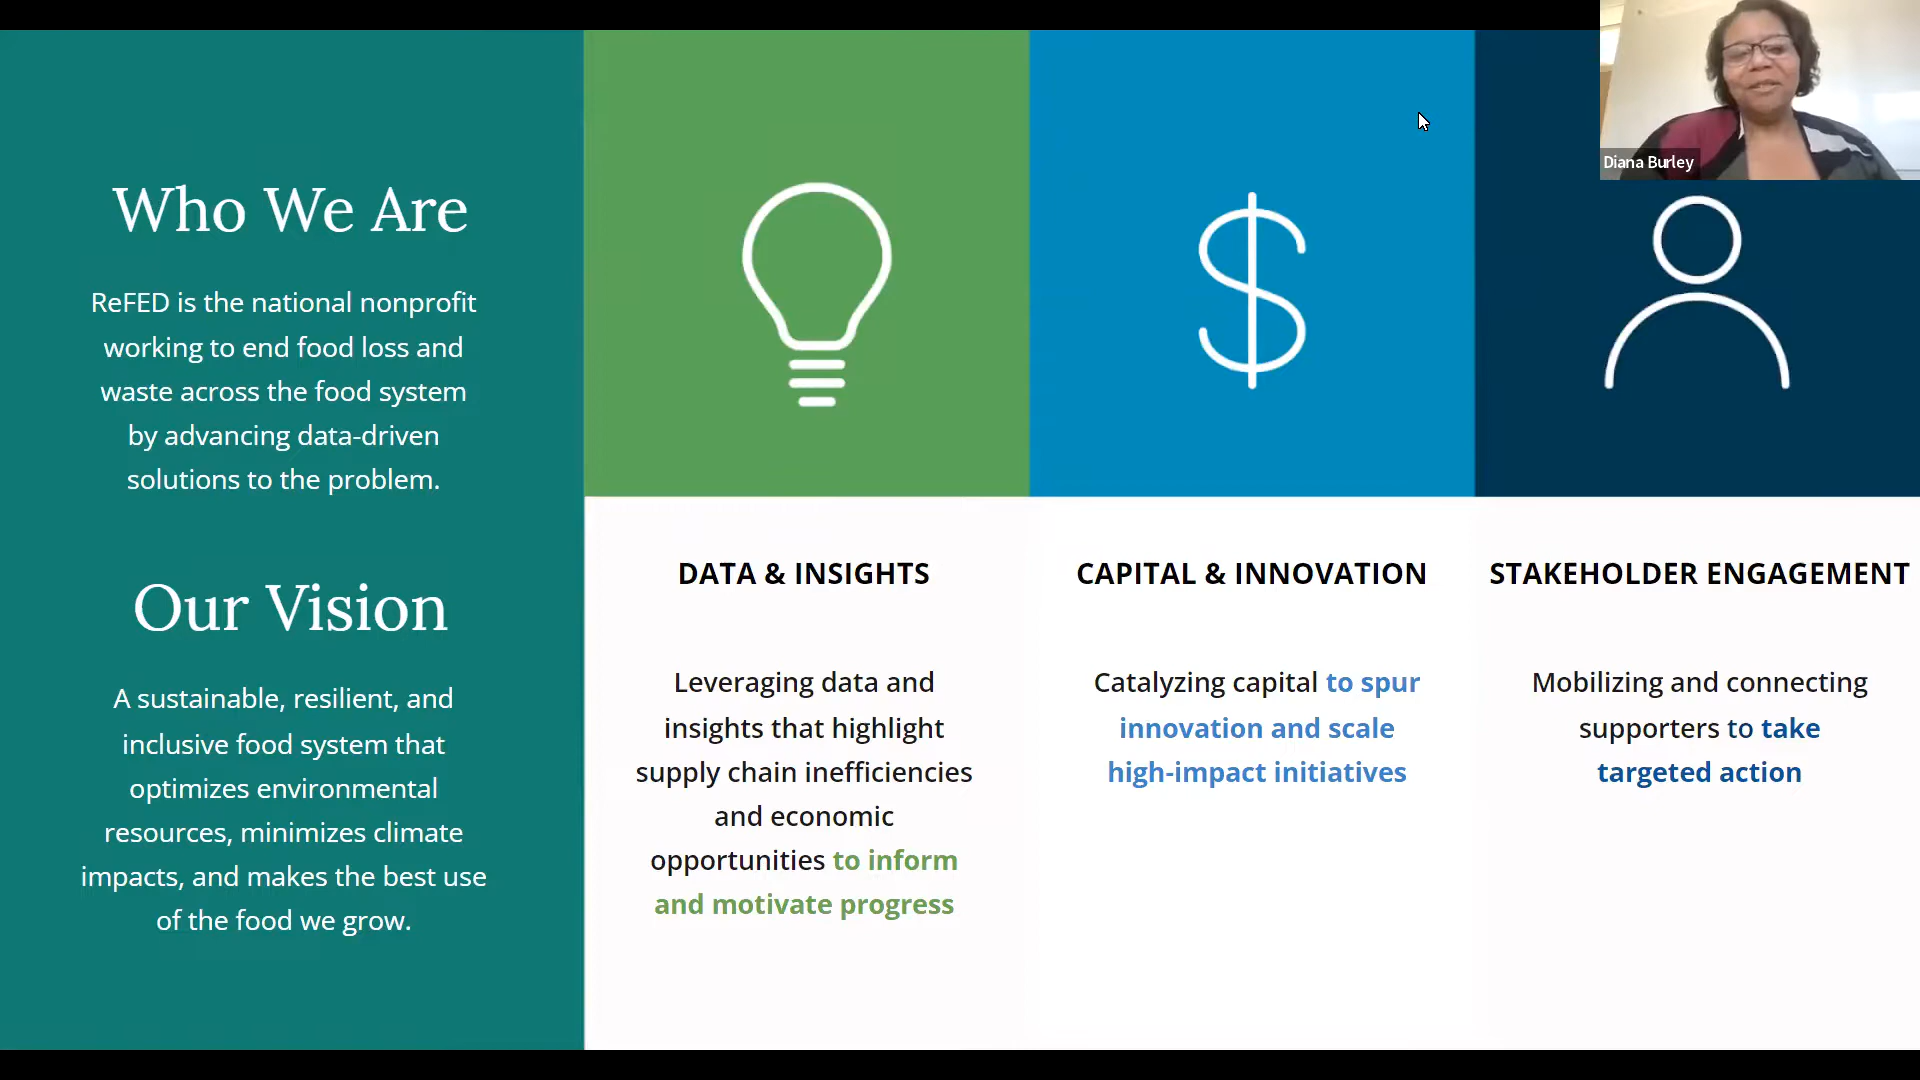 Who We Are
ReFED is the national nonprofit
working to end food loss and
waste across the food system
by advancing data-driven
solutions to the problem.
Our Vision
A sustainable, resilient, and
inclusive food system that
optimizes environmental
resources, minimizes climate
impacts, and makes the best use
of the food we grow.
DATA & INSIGHTS
Leveraging data and
insights that highlight
supply chain inefficiencies
and economic
opportunities to inform
and motivate progress
CAPITAL & INNOVATION
Catalyzing capital to spur
innovation and scale
high-impact initiatives
STAKEHOLDER ENGAGEMENT
Mobilizing and connecting
supporters to take
targeted action
Diana Burley